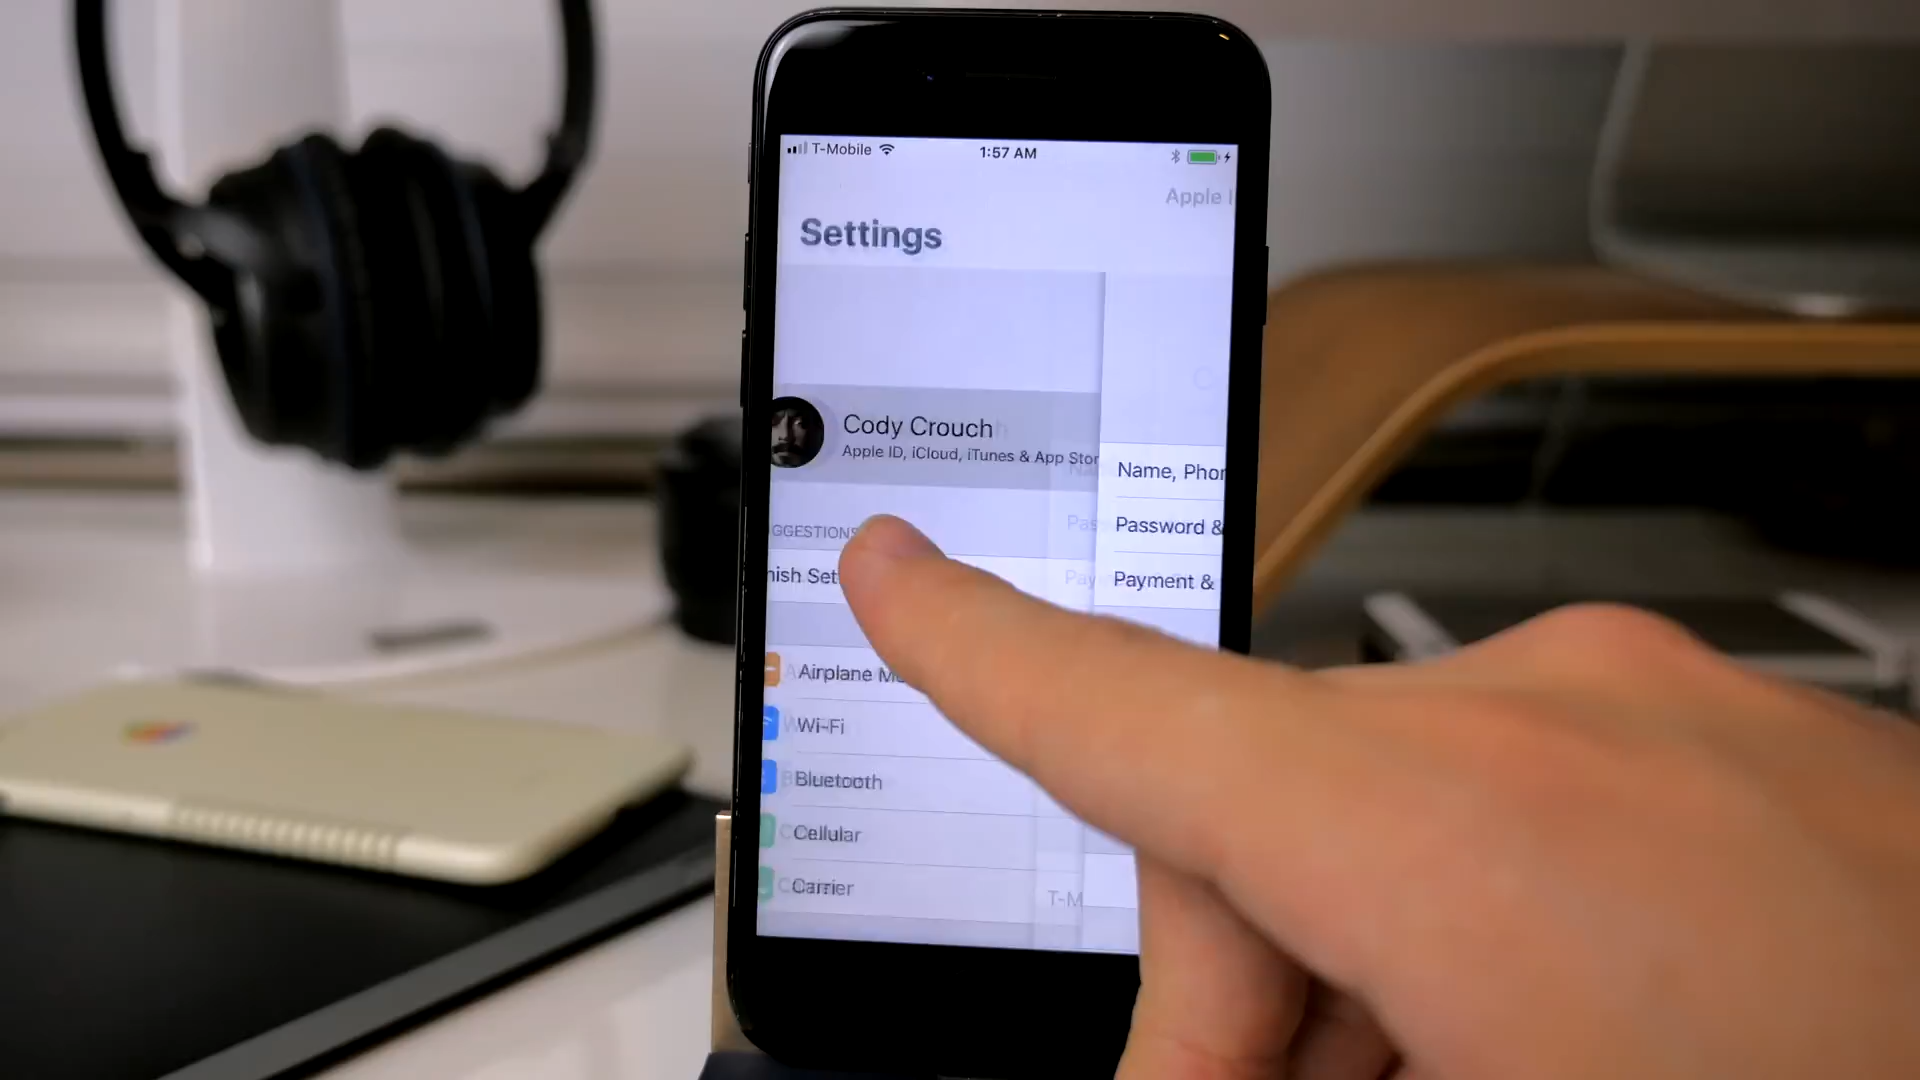 T-Mobile 1:57 AM
Apple I
Settings
Cody Crouch
Apple ID, iCloud, iTunes & App Stor
Name, Phon
GGESTIONS
Password &
nish Set
Payment &
Airplane Mo
Wi-Fi
Bluetooth
Cellular
Carrier
T-M